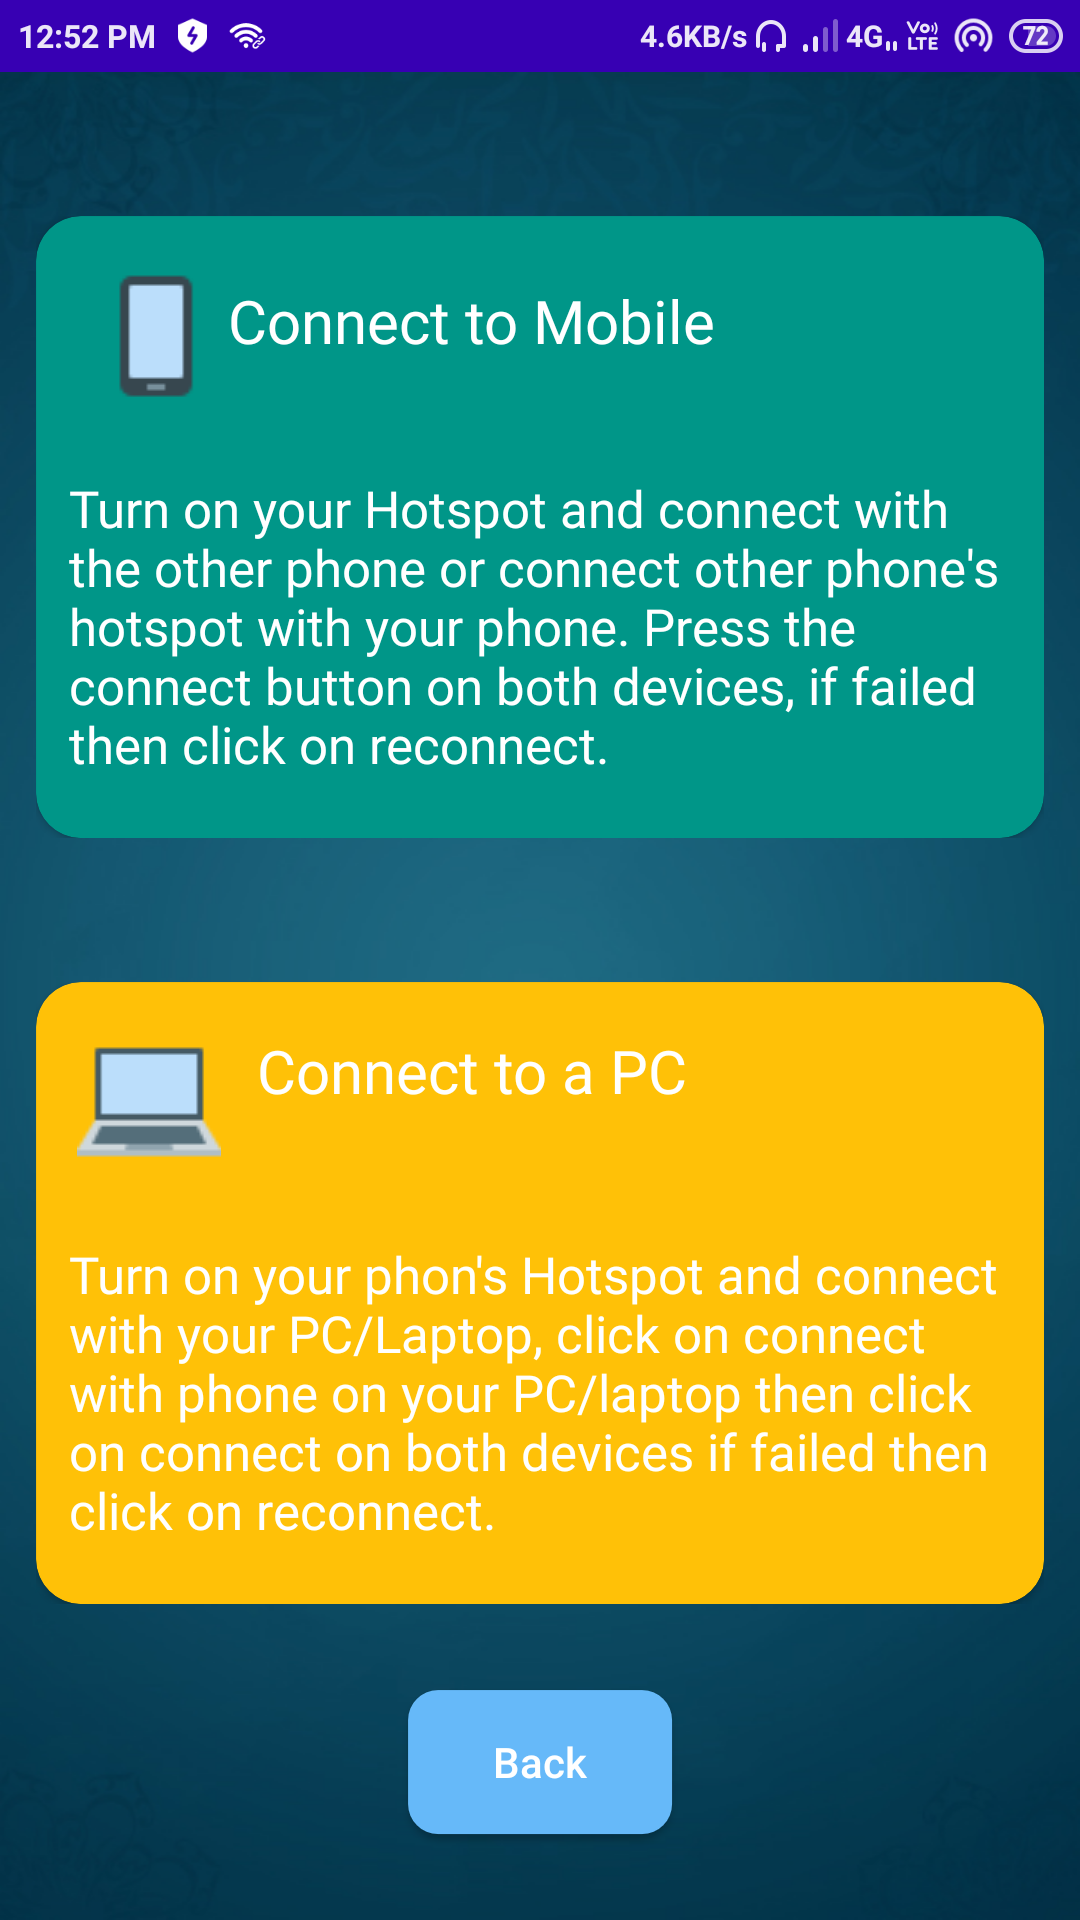 12:52 PM 4.6KB/s 4G Vo)) LTE 72
Connect to Mobile
Turn on your Hotspot and connect with
the other phone or connect other phone's
hotspot with your phone. Press the
connect button on both devices, if failed
then click on reconnect.
Connect to a PC
Turn on your phon's Hotspot and connect
with your PC/Laptop, click on connect
with phone on your PC/laptop then click
on connect on both devices if failed then
click on reconnect.
Back